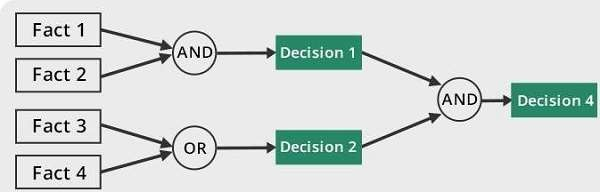 Fact 1
Fact 2
AND
Decision 1
Fact 3
Fact 4
OR
Decision 2
AND
Decision 4